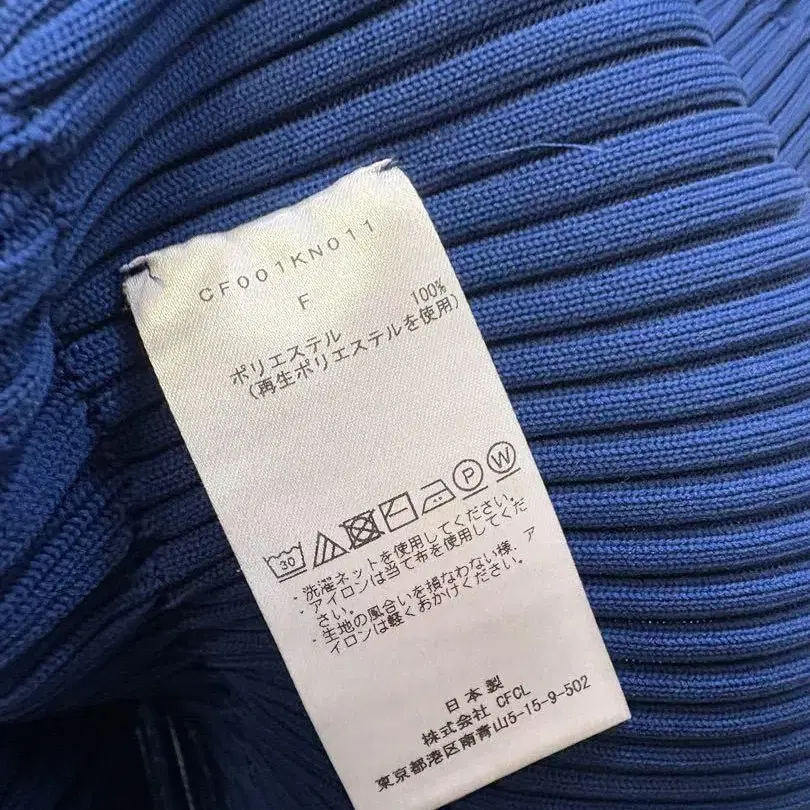 CF001KN011
F
ポリエステル 100%
(再生ポリエステルを使用)
30 P W
・洗濯ネットを使用してください。
・アイロンは当て布を使用してくだ
さい。
・生地の風合いを損なわない様、ア
イロンは軽くおかけください。
日本製
株式会社 CFCL
東京都港区南青山5-15-9-502